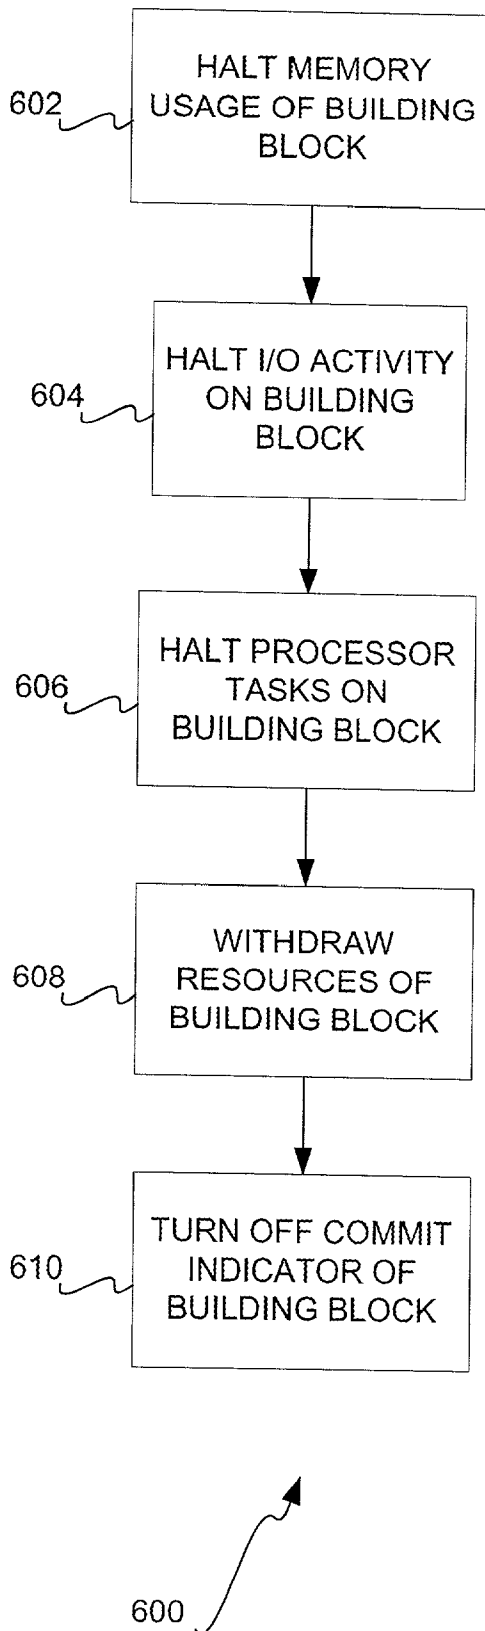 602
HALT MEMORY
USAGE OF BUILDING
BLOCK
604
HALT I/O ACTIVITY
ON BUILDING
BLOCK
606
HALT PROCESSOR
TASKS ON
BUILDING BLOCK
608
WITHDRAW
RESOURCES OF
BUILDING BLOCK
610
TURN OFF COMMIT
INDICATOR OF
BUILDING BLOCK
600